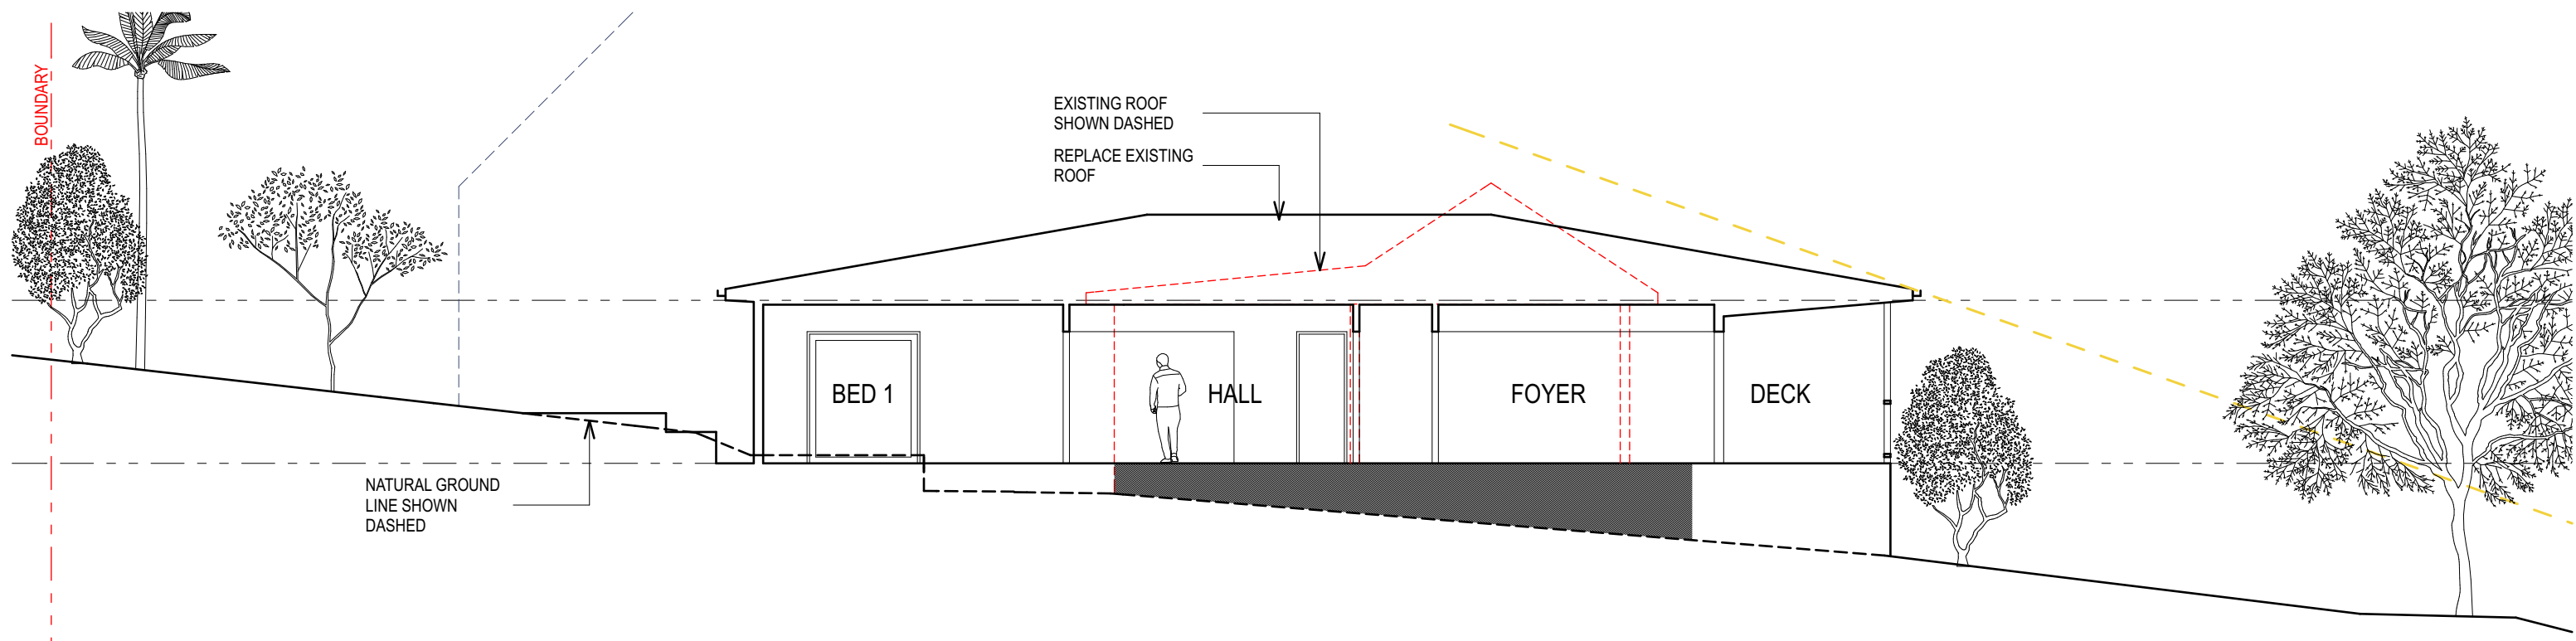 BOUNDARY
EXISTING ROOF
SHOWN DASHED
REPLACE EXISTING
ROOF
BED 1
HALL
FOYER
DECK
NATURAL GROUND
LINE SHOWN
DASHED